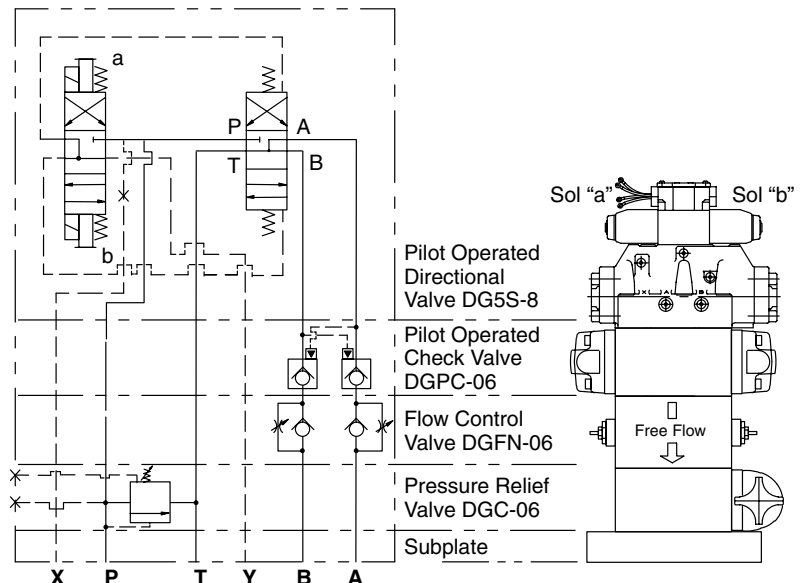 a
P A
T B
b
Sol “a”
Sol “b”
Pilot Operated
Directional
Valve DG5S-8
X A B
Pilot Operated
Check Valve
DGPC-06
Flow Control
Valve DGFN-06
Free Flow
Pressure Relief
Valve DGC-06
Subplate
X P T Y B A